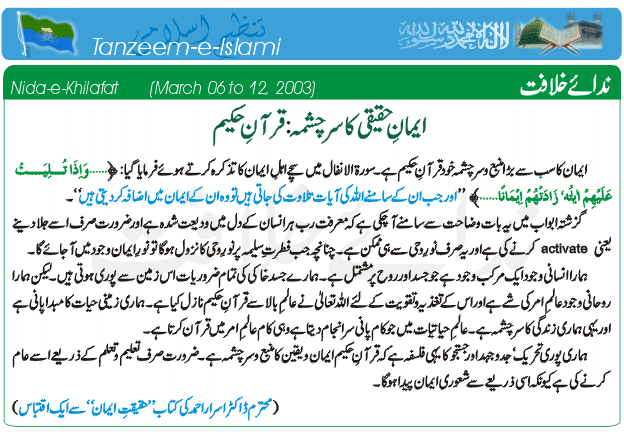 تنظیم اسلامی
Tanzeem-e-Islami
لا إله إلا الله محمد رسول الله
Nida-e-Khilafat (March 06 to 12, 2003) ندائے خلافت
ایمانِ حقیقی کا سرچشمہ: قرآنِ حکیم
ایمان کا سب سے بڑا منبع و سرچشمہ خود قرآنِ حکیم ہے۔ سورۃ الانفال میں سچے اہلِ ایمان کا تذکرہ کرتے ہوئے فرمایا گیا: ﴿......وَاِذَا تُلِيَتْ
عَلَيْهِمْ اٰيٰتُهٗ زَادَتْهُمْ اِيْمَانًا......﴾ ’’اور جب ان کے سامنے اللہ کی آیات تلاوت کی جاتی ہیں تو وہ ان کے ایمان میں اضافہ کر دیتی ہیں‘‘۔
گزشتہ ابواب میں یہ بات وضاحت سے سامنے آ چکی ہے کہ معرفت رب ہر انسان کے دل میں ودیعت شدہ ہے اور ضرورت صرف اسے جلا دینے
یعنی activate کرنے کی ہے اور یہ صرف نورِ وحی سے ہی ممکن ہے۔ چنانچہ جب فطرتِ سلیمہ پر نورِ وحی کا نزول ہوگا تو نورِ ایمان وجود میں آ جائے گا۔
ہمارا انسانی وجود ایک مرکب وجود ہے جو جسد اور روح پر مشتمل ہے۔ ہمارے جسد خاکی کی تمام ضروریات اس زمین سے پوری ہوتی ہیں۔ لیکن ہمارا
روحانی وجود عالمِ امر کی شے ہے اور اس کے تغذیہ و تقویت کے لئے اللہ تعالیٰ نے عالمِ بالا سے قرآنِ حکیم نازل کیا ہے۔ ہماری زمینی حیات کا مبدا پانی ہے
اور یہی ہماری زندگی کا سرچشمہ ہے۔ عالمِ حیاتیات میں جو کام پانی سرانجام دیتا ہے وہی کام عالمِ امر میں قرآن کرتا ہے۔
ہماری پوری تحریک‘ جدوجہد اور جستجو کا یہی فلسفہ ہے کہ قرآنِ حکیم ایمان و یقین کا منبع و سرچشمہ ہے۔ ضرورت صرف تعلیم و تعلم کے ذریعے اسے عام
کرنے کی ہے کیونکہ اسی ذریعے سے شعوری ایمان پیدا ہوگا۔
(محترم ڈاکٹر اسرار احمد کی کتاب ’’حقیقتِ ایمان‘‘ سے ایک اقتباس)